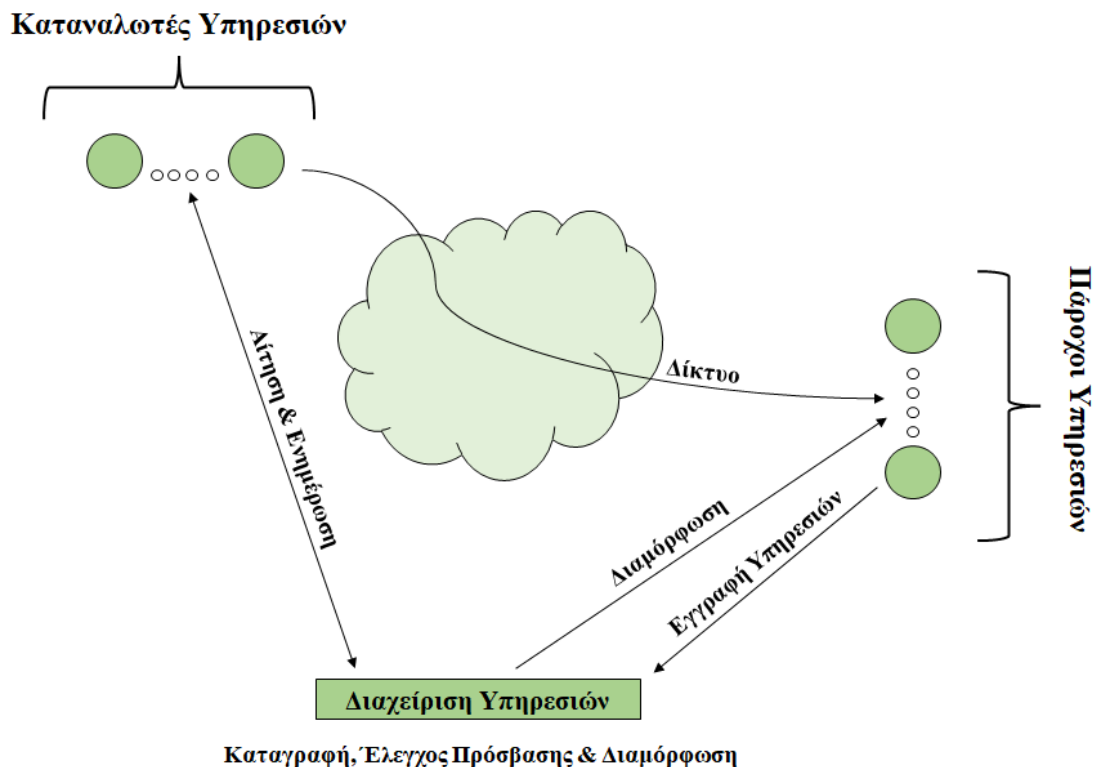 Καταναλωτές Υπηρεσιών
Πάροχοι Υπηρεσιών
Δίκτυο
Αίτηση & Ενημέρωση
Διαμόρφωση
Εγγραφή Υπηρεσιών
Διαχείριση Υπηρεσιών
Καταγραφή, Έλεγχος Πρόσβασης & Διαμόρφωση